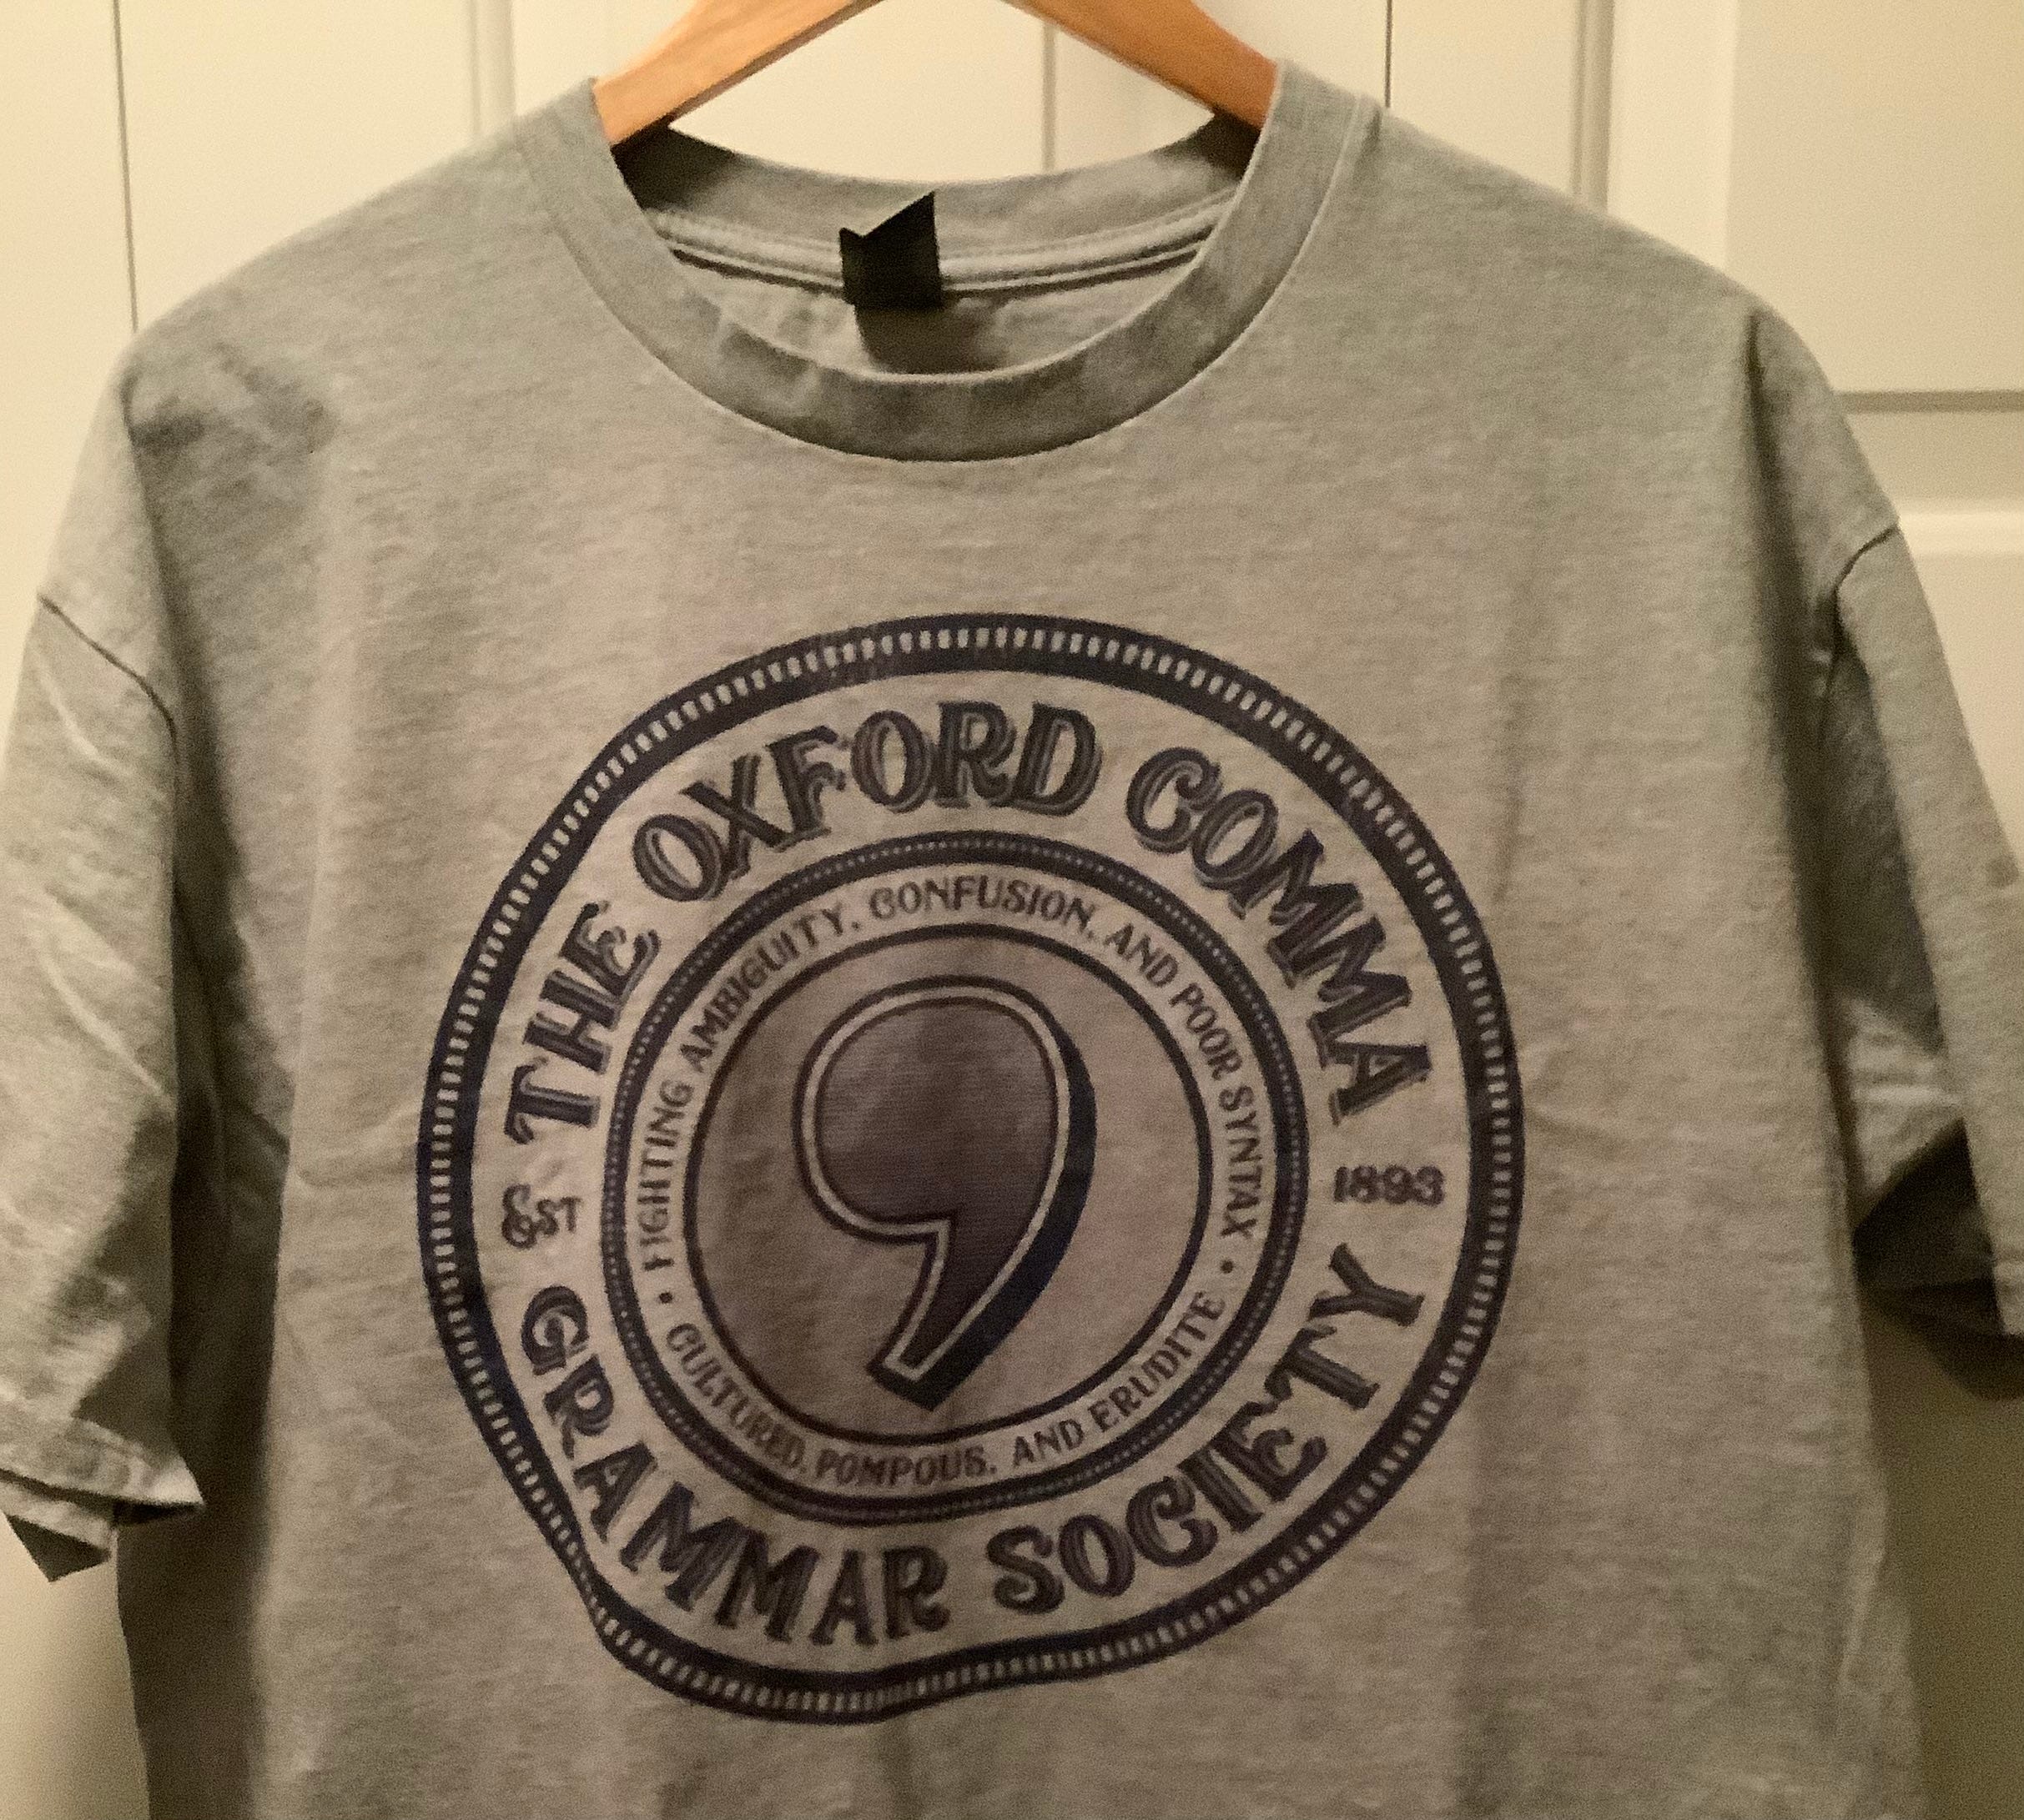 THE OXFORD COMMA
EST 1893
GRAMMAR SOCIETY
FIGHTING AMBIGUITY, CONFUSION, AND POOR SYNTAX
• CULTURED, POMPOUS, AND ERUDITE •
,